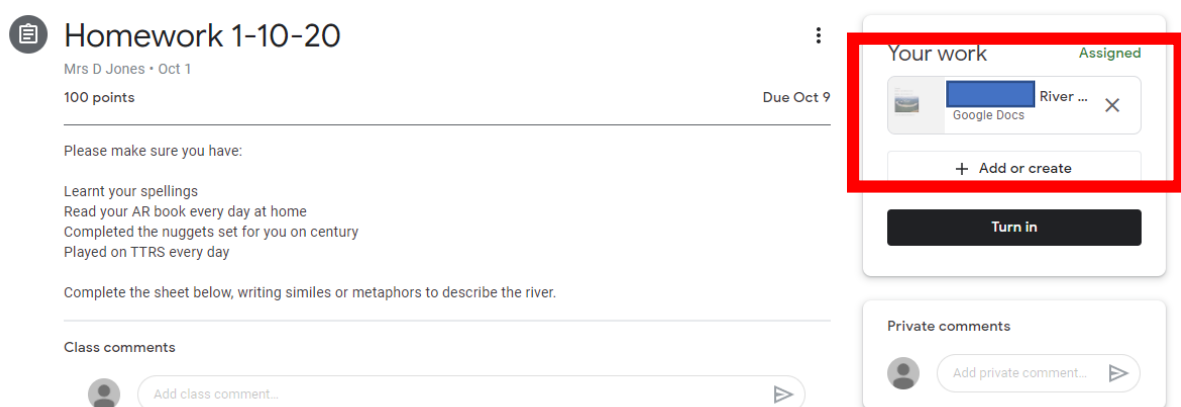 Homework 1-10-20
Mrs D Jones • Oct 1
100 points
Due Oct 9
Please make sure you have:
Learnt your spellings
Read your AR book every day at home
Completed the nuggets set for you on century
Played on TTRS every day
Complete the sheet below, writing similes or metaphors to describe the river.
Class comments
Add class comment...
Your work
Assigned
River ...
Google Docs
+ Add or create
Turn in
Private comments
Add private comment...